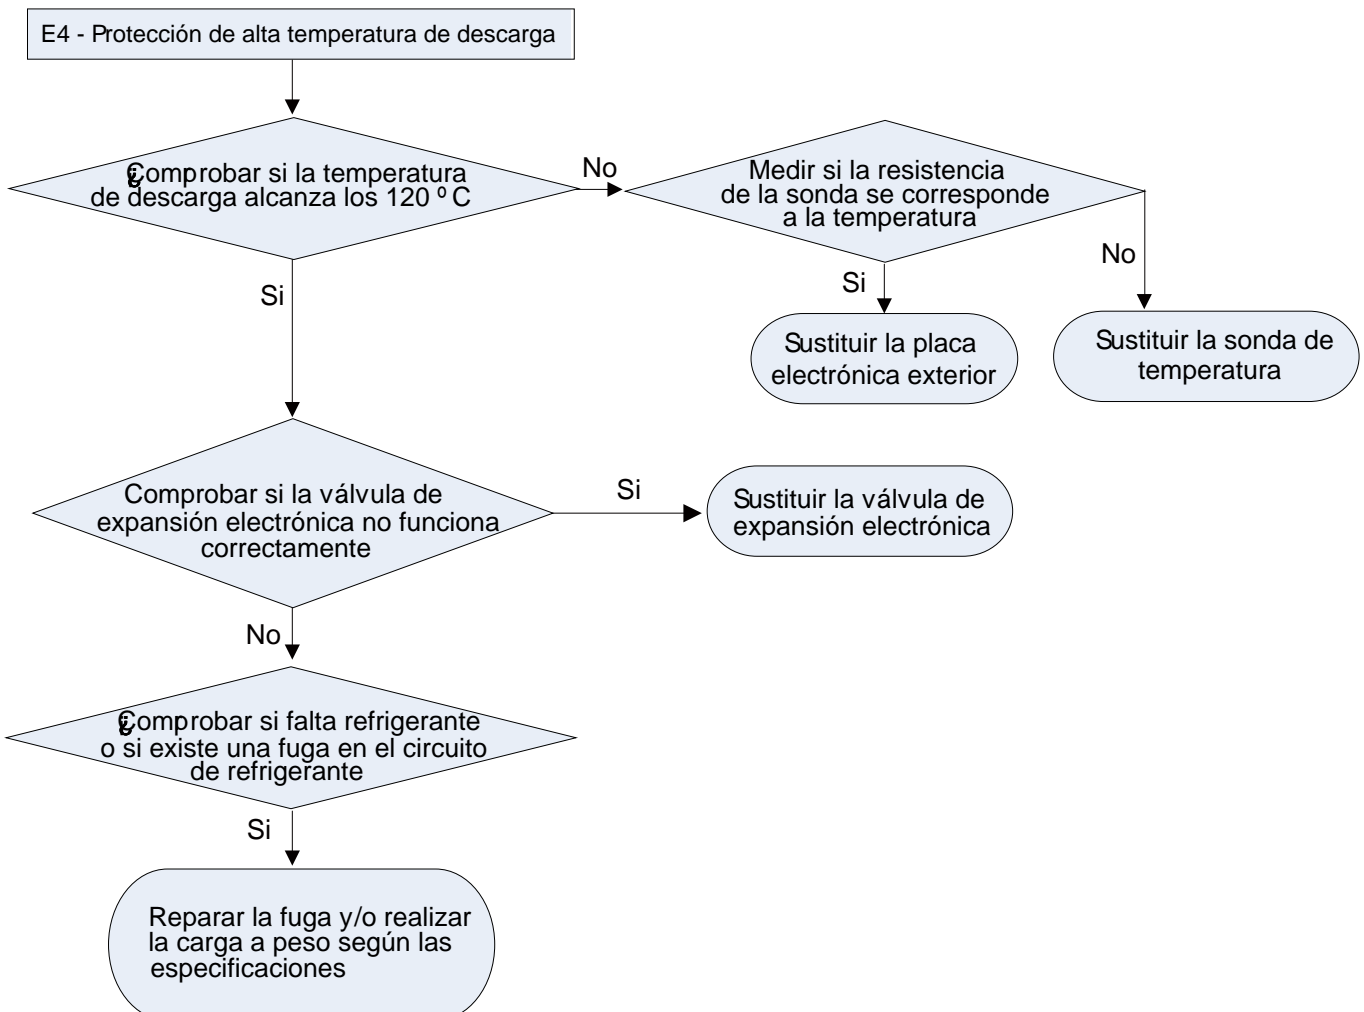 E4 - Protección de alta temperatura de descarga
¿Comprobar si la temperatura
de descarga alcanza los 120 º C
No
Medir si la resistencia
de la sonda se corresponde
a la temperatura
Si
Si
No
Sustituir la placa
electrónica exterior
Sustituir la sonda de
temperatura
Comprobar si la válvula de
expansión electrónica no funciona
correctamente
Si
Sustituir la válvula de
expansión electrónica
No
¿Comprobar si falta refrigerante
o si existe una fuga en el circuito
de refrigerante
Si
Reparar la fuga y/o realizar
la carga a peso según las
especificaciones